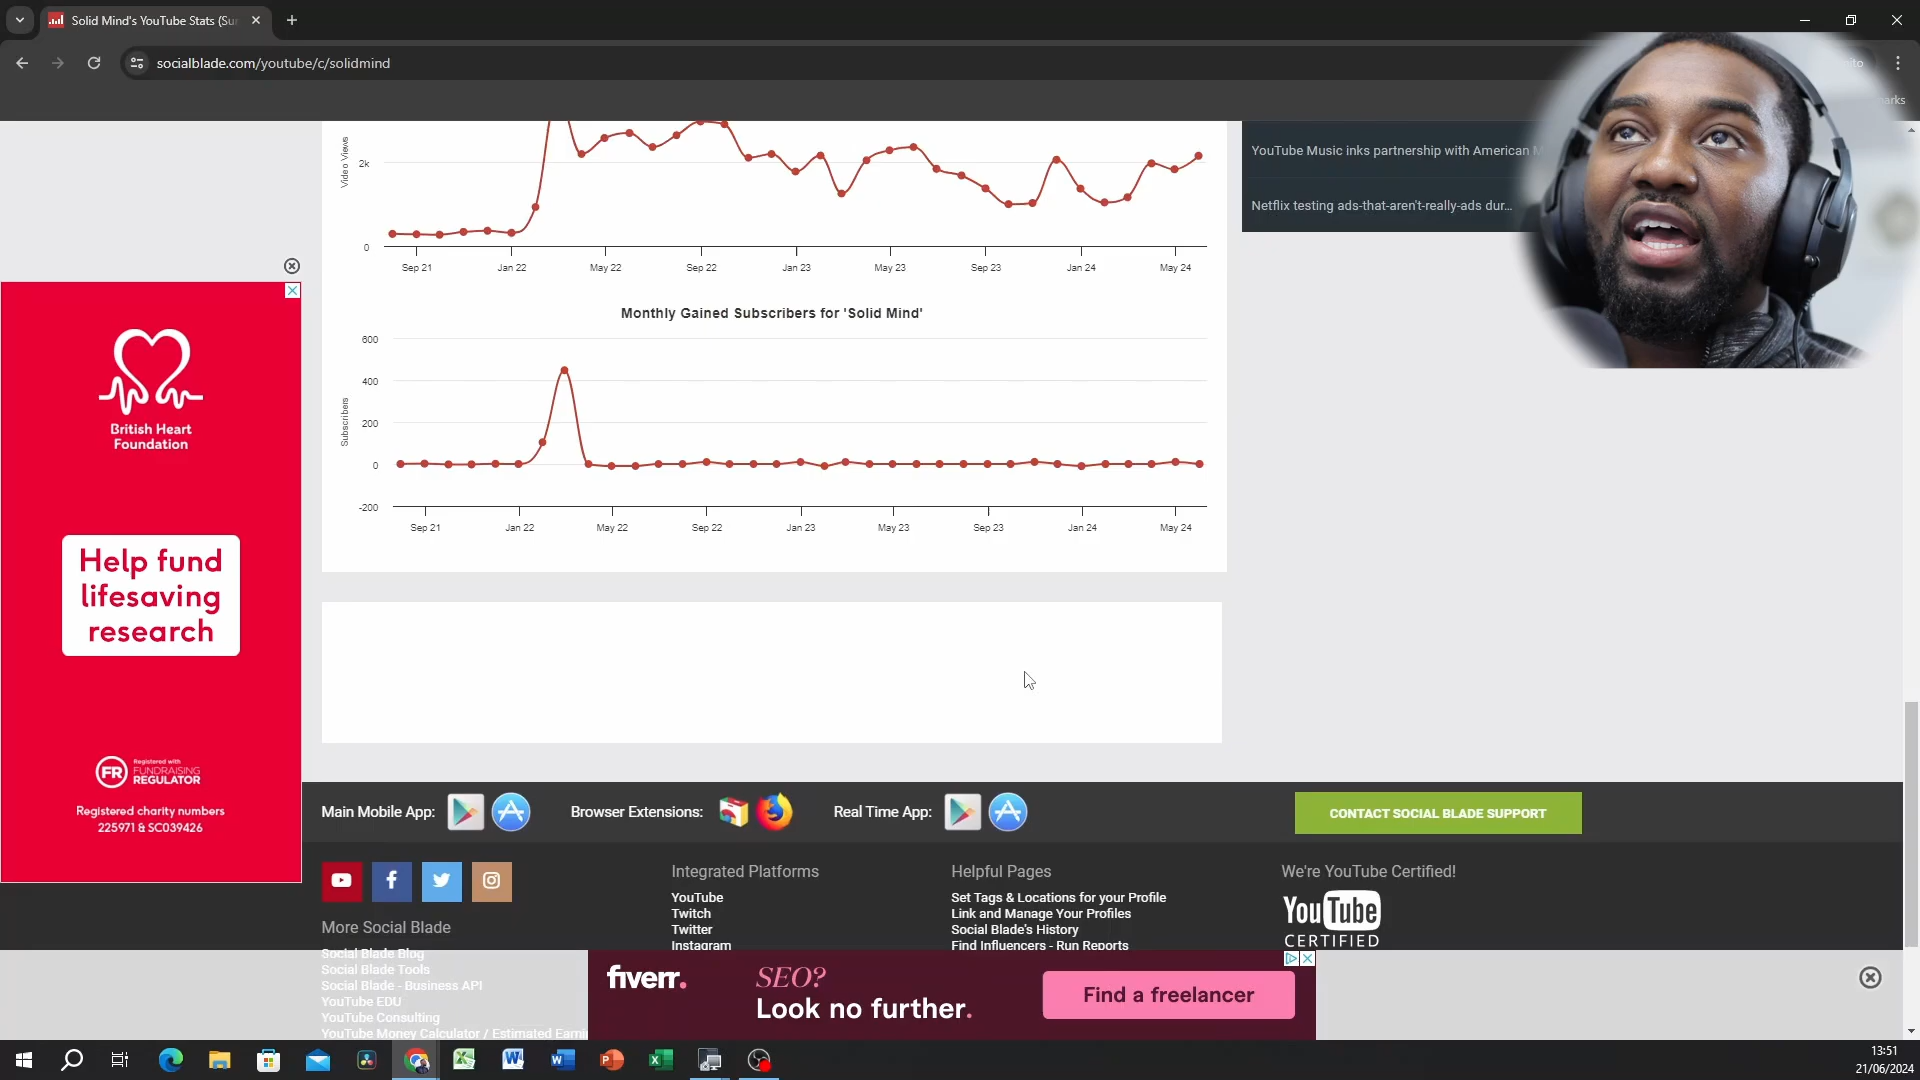 Solid Mind's YouTube Stats (Su
socialblade.com/youtube/c/solidmind
YouTube Music inks partnership with American M
Netflix testing ads-that-aren't-really-ads dur...
Video Views
2k
0
Sep 21
Jan 22
May 22
Sep 22
Jan 23
May 23
Sep 23
Jan 24
May 24
Monthly Gained Subscribers for 'Solid Mind'
Subscribers
600
400
200
0
-200
Sep 21
Jan 22
May 22
Sep 22
Jan 23
May 23
Sep 23
Jan 24
May 24
British Heart
Foundation
Help fund
lifesaving
research
FR
Registered with
FUNDRAISING
REGULATOR
Registered charity numbers
225971 & SC039426
Main Mobile App:
Browser Extensions:
Real Time App:
CONTACT SOCIAL BLADE SUPPORT
More Social Blade
Social Blade Blog
Social Blade Tools
Social Blade - Business API
YouTube EDU
YouTube Consulting
YouTube Money Calculator / Estimated Earni
Integrated Platforms
YouTube
Twitch
Twitter
Instagram
Helpful Pages
Set Tags & Locations for your Profile
Link and Manage Your Profiles
Social Blade's History
Find Influencers - Run Reports
We're YouTube Certified!
YouTube
CERTIFIED
fiverr.
SEO?
Look no further.
Find a freelancer
13:51
21/06/2024